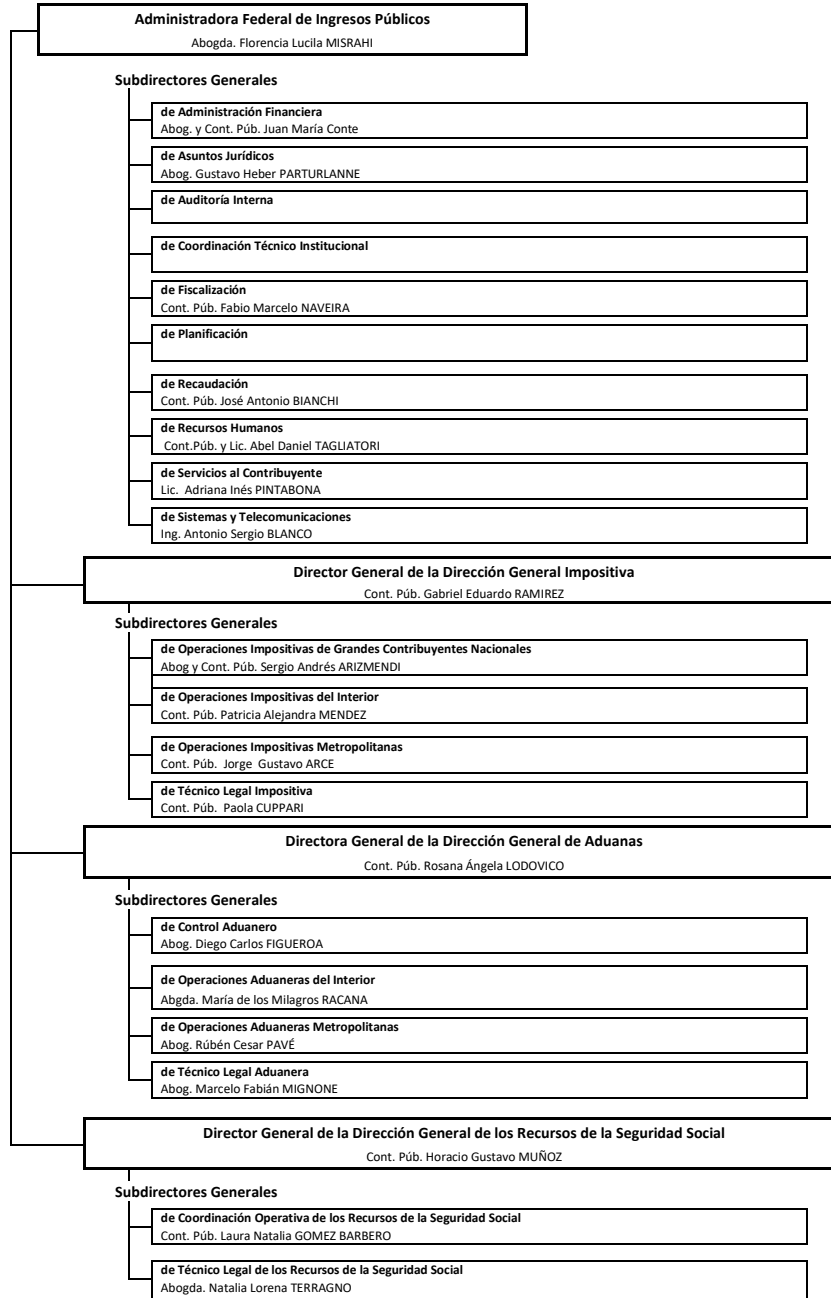 Administradora Federal de Ingresos Públicos
Abogda. Florencia Lucila MISRAHI
Subdirectores Generales
de Administración Financiera
Abog. y Cont. Púb. Juan María Conte
de Asuntos Jurídicos
Abog. Gustavo Heber PARTURLANNE
de Auditoría Interna
de Coordinación Técnico Institucional
de Fiscalización
Cont. Púb. Fabio Marcelo NAVEIRA
de Planificación
de Recaudación
Cont. Púb. José Antonio BIANCHI
de Recursos Humanos
Cont.Púb. y Lic. Abel Daniel TAGLIATORI
de Servicios al Contribuyente
Lic. Adriana Inés PINTABONA
de Sistemas y Telecomunicaciones
Ing. Antonio Sergio BLANCO
Director General de la Dirección General Impositiva
Cont. Púb. Gabriel Eduardo RAMIREZ
Subdirectores Generales
de Operaciones Impositivas de Grandes Contribuyentes Nacionales
Abog y Cont. Púb. Sergio Andrés ARIZMENDI
de Operaciones Impositivas del Interior
Cont. Púb. Patricia Alejandra MENDEZ
de Operaciones Impositivas Metropolitanas
Cont. Púb. Jorge Gustavo ARCE
de Técnico Legal Impositiva
Cont. Púb. Paola CUPPARI
Directora General de la Dirección General de Aduanas
Cont. Púb. Rosana Ángela LODOVICO
Subdirectores Generales
de Control Aduanero
Abog. Diego Carlos FIGUEROA
de Operaciones Aduaneras del Interior
Abgda. María de los Milagros RACANA
de Operaciones Aduaneras Metropolitanas
Abog. Rúbén Cesar PAVÉ
de Técnico Legal Aduanera
Abog. Marcelo Fabián MIGNONE
Director General de la Dirección General de los Recursos de la Seguridad Social
Cont. Púb. Horacio Gustavo MUÑOZ
Subdirectores Generales
de Coordinación Operativa de los Recursos de la Seguridad Social
Cont. Púb. Laura Natalia GOMEZ BARBERO
de Técnico Legal de los Recursos de la Seguridad Social
Abogda. Natalia Lorena TERRAGNO